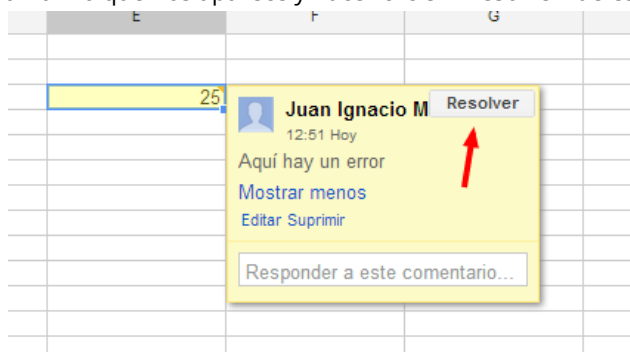 E F G
25
Juan Ignacio M
Resolver
12:51 Hoy
Aquí hay un error
Mostrar menos
Editar Suprimir
Responder a este comentario...